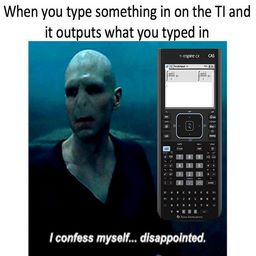 When you type something in on the TI and
it outputs what you typed in
I confess myself... disappointed.